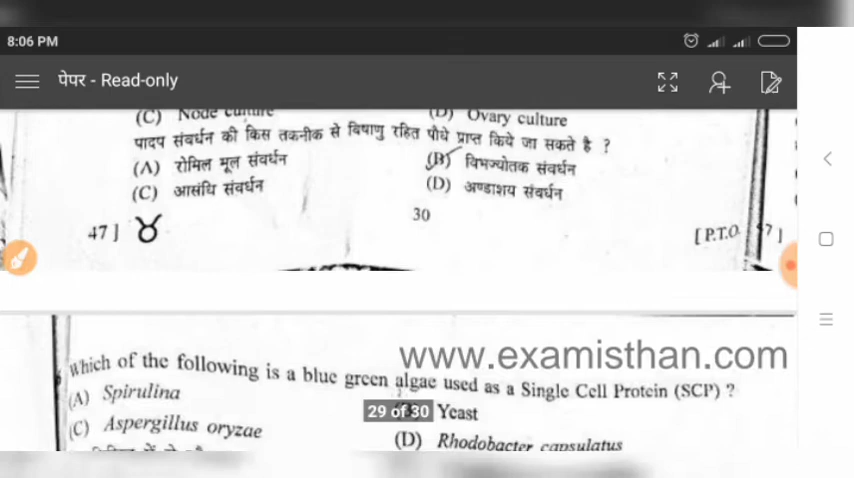 8:06 PM
पेपर - Read-only
(C) Node culture (D) Ovary culture
पादप संवर्धन की किस तकनीक से विषाणु रहित पौधे प्राप्त किये जा सकते है ?
(A) रोमिल मूल संवर्धन (B) विभज्योतक संवर्धन
(C) आसंधि संवर्धन (D) अण्डाशय संवर्धन
30
47] [P.T.O. 7]
www.examisthan.com
Which of the following is a blue green algae used as a Single Cell Protein (SCP) ?
(A) Spirulina (B) Yeast
29 of 30
(C) Aspergillus oryzae (D) Rhodobacter capsulatus